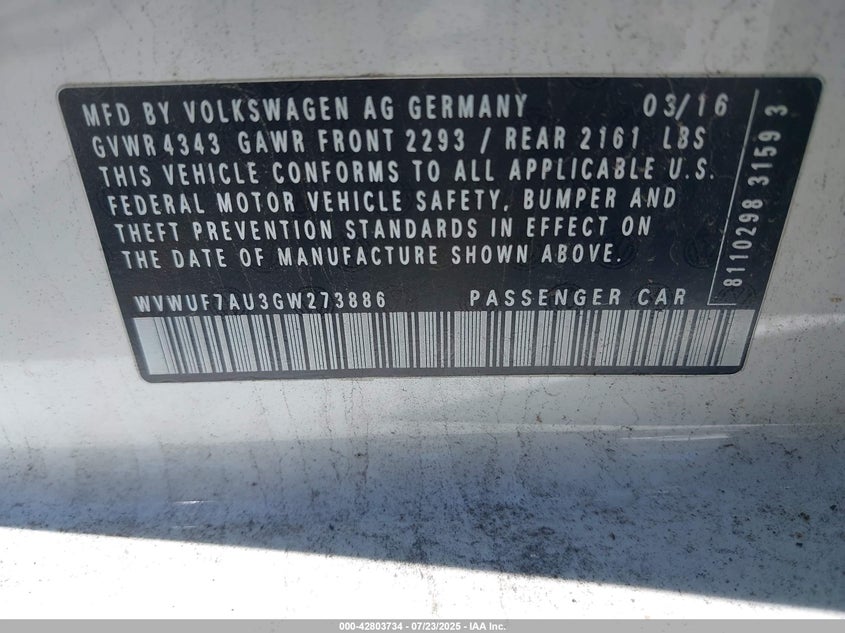 MFD BY VOLKSWAGEN AG GERMANY 03/16
GVWR 4343 GAWR FRONT 2293 / REAR 2161 LBS
THIS VEHICLE CONFORMS TO ALL APPLICABLE U.S.
FEDERAL MOTOR VEHICLE SAFETY, BUMPER AND
THEFT PREVENTION STANDARDS IN EFFECT ON
THE DATE OF MANUFACTURE SHOWN ABOVE.
WVWUF7AU3GW273886 PASSENGER CAR
8110298 3159 3
000-42803734 - 07/23/2025 - IAA Inc.